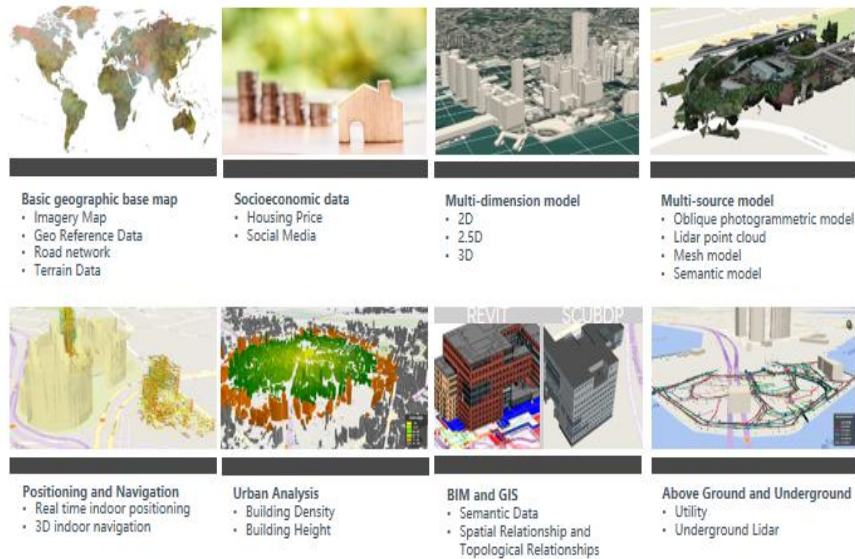 Basic geographic base map
• Imagery Map
• Geo Reference Data
• Road network
• Terrain Data
Socioeconomic data
• Housing Price
• Social Media
Multi-dimension model
• 2D
• 2.5D
• 3D
Multi-source model
• Oblique photogrammetric model
• Lidar point cloud
• Mesh model
• Semantic model
REVIT
SCUBDP
Positioning and Navigation
• Real time indoor positioning
• 3D indoor navigation
Urban Analysis
• Building Density
• Building Height
BIM and GIS
• Semantic Data
• Spatial Relationship and
Topological Relationships
Above Ground and Underground
• Utility
• Underground Lidar